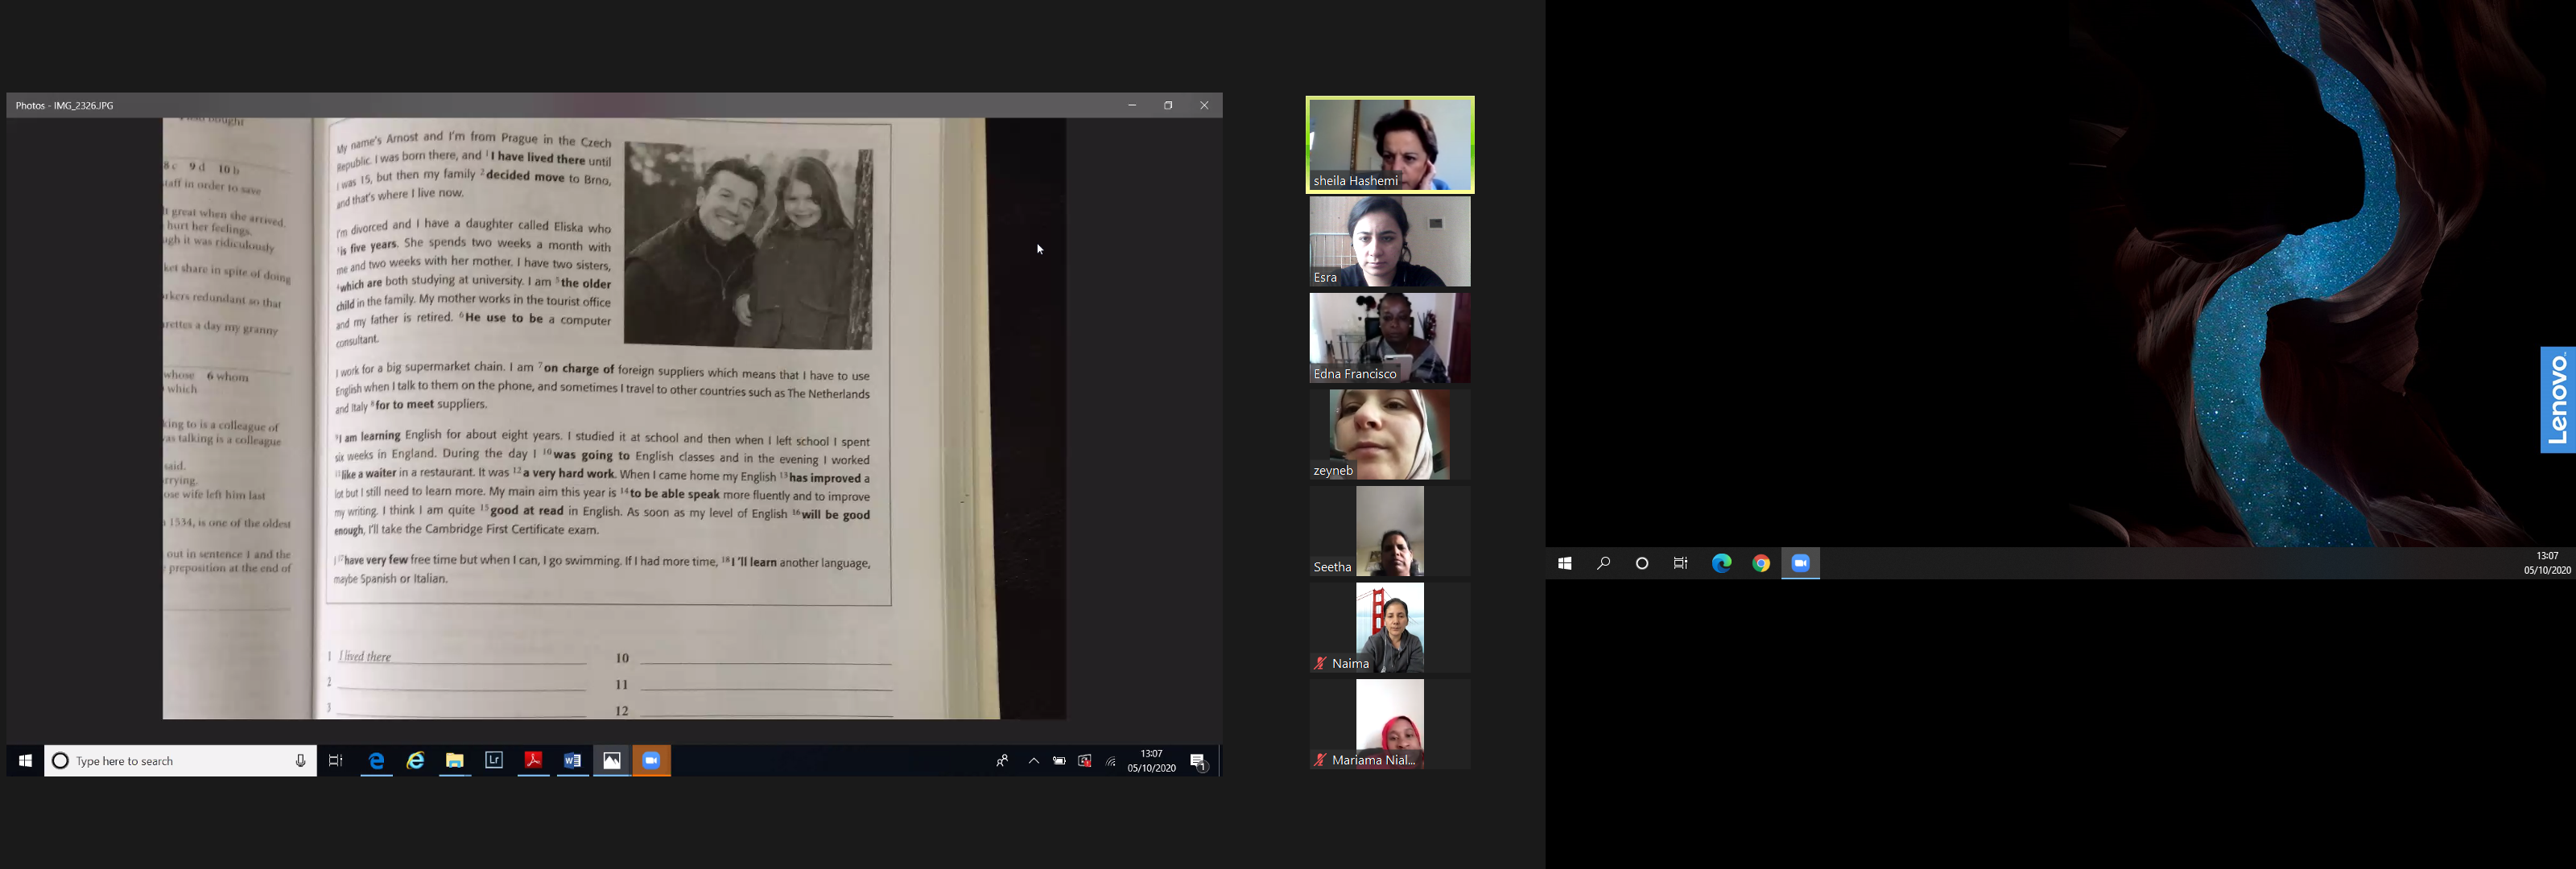 Photos - IMG_2326.JPG
8 c 9 d 10 h
taff in order to save
t great when she arrived.
hurt her feelings.
ugh it was ridiculously
ket share in spite of doing
rkers redundant so that
rettes a day my granny
whose 6 whom
which
king to is a colleague of
as talking is a colleague
said.
rrying.
ose wife left him last
1534, is one of the oldest
out in sentence 1 and the
preposition at the end of
My name's Arnost and I'm from Prague in the Czech
Republic. I was born there, and 1 I have lived there until
I was 15, but then my family 2 decided move to Brno,
and that's where I live now.
I'm divorced and I have a daughter called Eliska who
3 is five years. She spends two weeks a month with
me and two weeks with her mother. I have two sisters,
4 which are both studying at university. I am 5 the older
child in the family. My mother works in the tourist office
and my father is retired. 6 He use to be a computer
consultant.
I work for a big supermarket chain. I am 7 on charge of foreign suppliers which means that I have to use
English when I talk to them on the phone, and sometimes I travel to other countries such as The Netherlands
and Italy 8 for to meet suppliers.
9 I am learning English for about eight years. I studied it at school and then when I left school I spent
six weeks in England. During the day I 10 was going to English classes and in the evening I worked
11 like a waiter in a restaurant. It was 12 a very hard work. When I came home my English 13 has improved a
lot but I still need to learn more. My main aim this year is 14 to be able speak more fluently and to improve
my writing. I think I am quite 15 good at read in English. As soon as my level of English 16 will be good
enough, I'll take the Cambridge First Certificate exam.
I 17 have very few free time but when I can, I go swimming. If I had more time, 18 I 'll learn another language,
maybe Spanish or Italian.
1 I lived there
2
3
10
11
12
Type here to search
Lr
W
13:07
05/10/2020
1
sheila Hashemi
Esra
Edna Francisco
zeyneb
Seetha
Naima
Mariama Nial...
Lenovo
13:07
05/10/2020